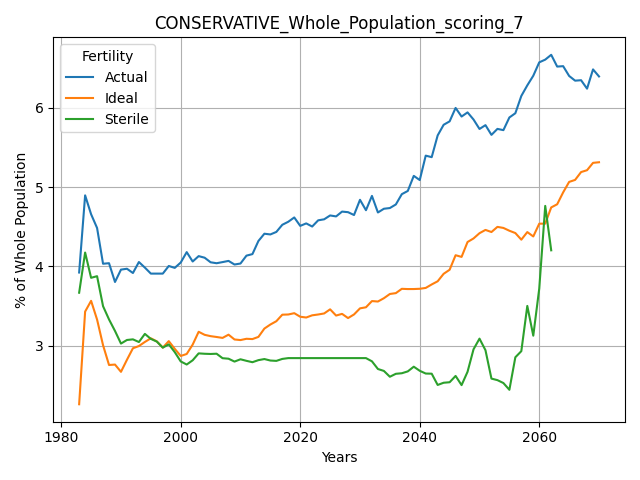 CONSERVATIVE_Whole_Population_scoring_7
Fertility
Actual
Ideal
Sterile
% of Whole Population
6
5
4
3
1980 2000 2020 2040 2060
Years